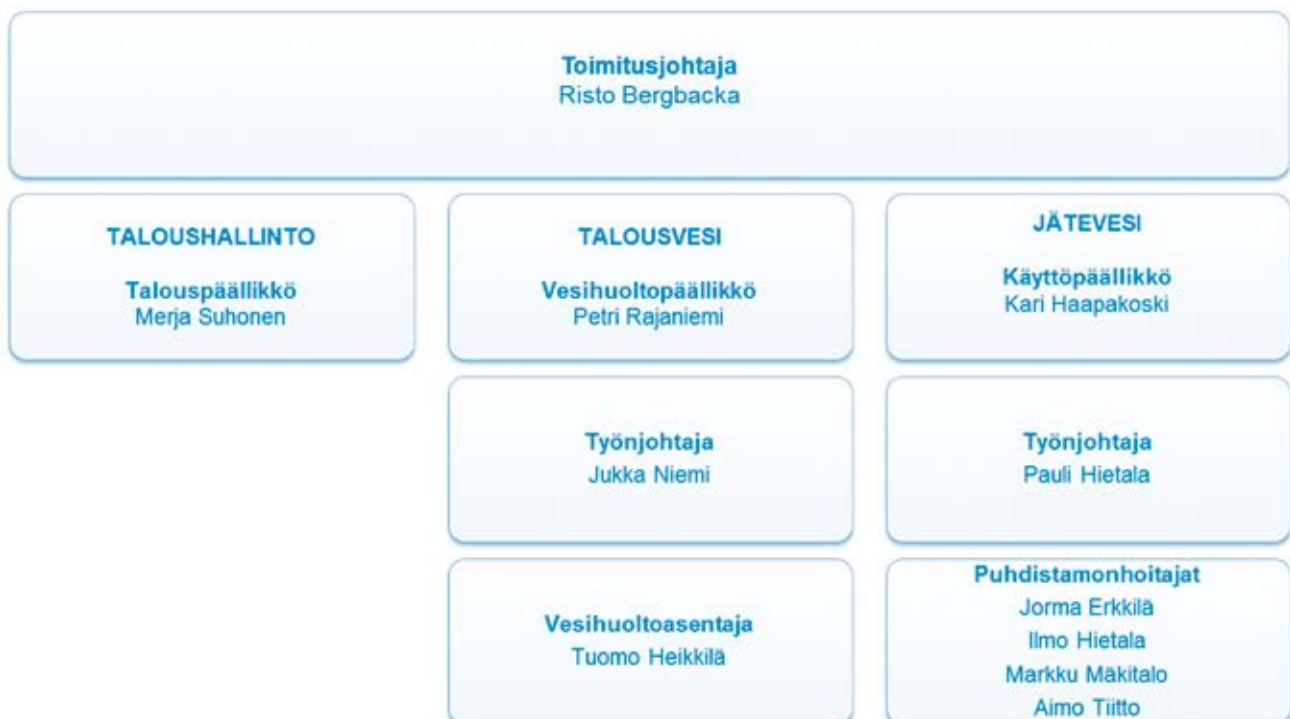 Toimitusjohtaja
Risto Bergbacka
TALOUSHALLINTO
Talouspäällikkö
Merja Suhonen
TALOUSVESI
Vesihuoltopäällikkö
Petri Rajaniemi
JÄTEVESI
Käyttöpäällikkö
Kari Haapakoski
Työnjohtaja
Jukka Niemi
Työnjohtaja
Pauli Hietala
Vesihuoltoasentaja
Tuomo Heikkilä
Puhdistamonhoitajat
Jorma Erkkilä
Ilmo Hietala
Markku Mäkitalo
Aimo Tiitto